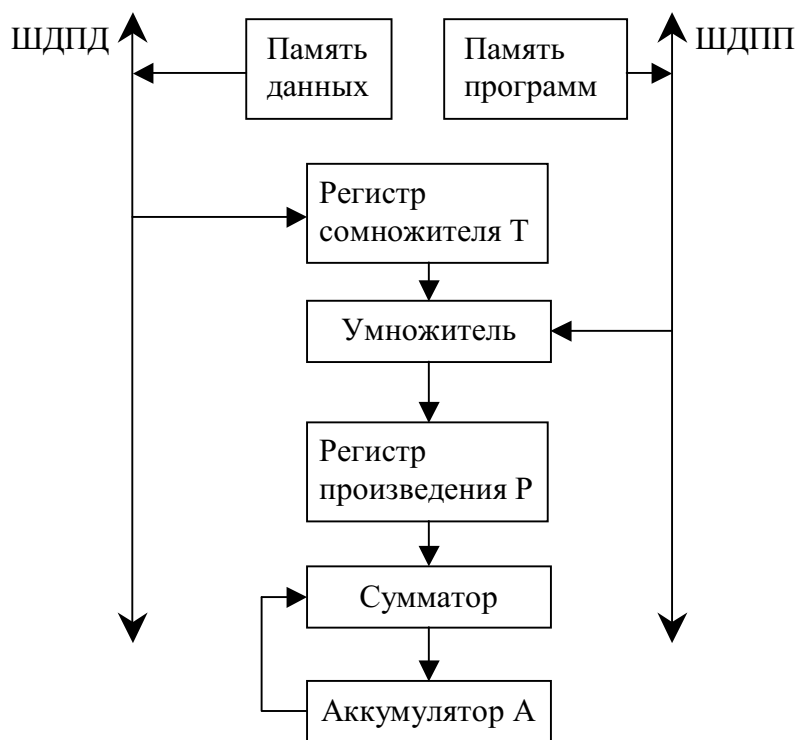 ШДПД
Память
данных
Память
программ
ШДПП
Регистр
сомножителя T
Умножитель
Регистр
произведения P
Сумматор
Аккумулятор A